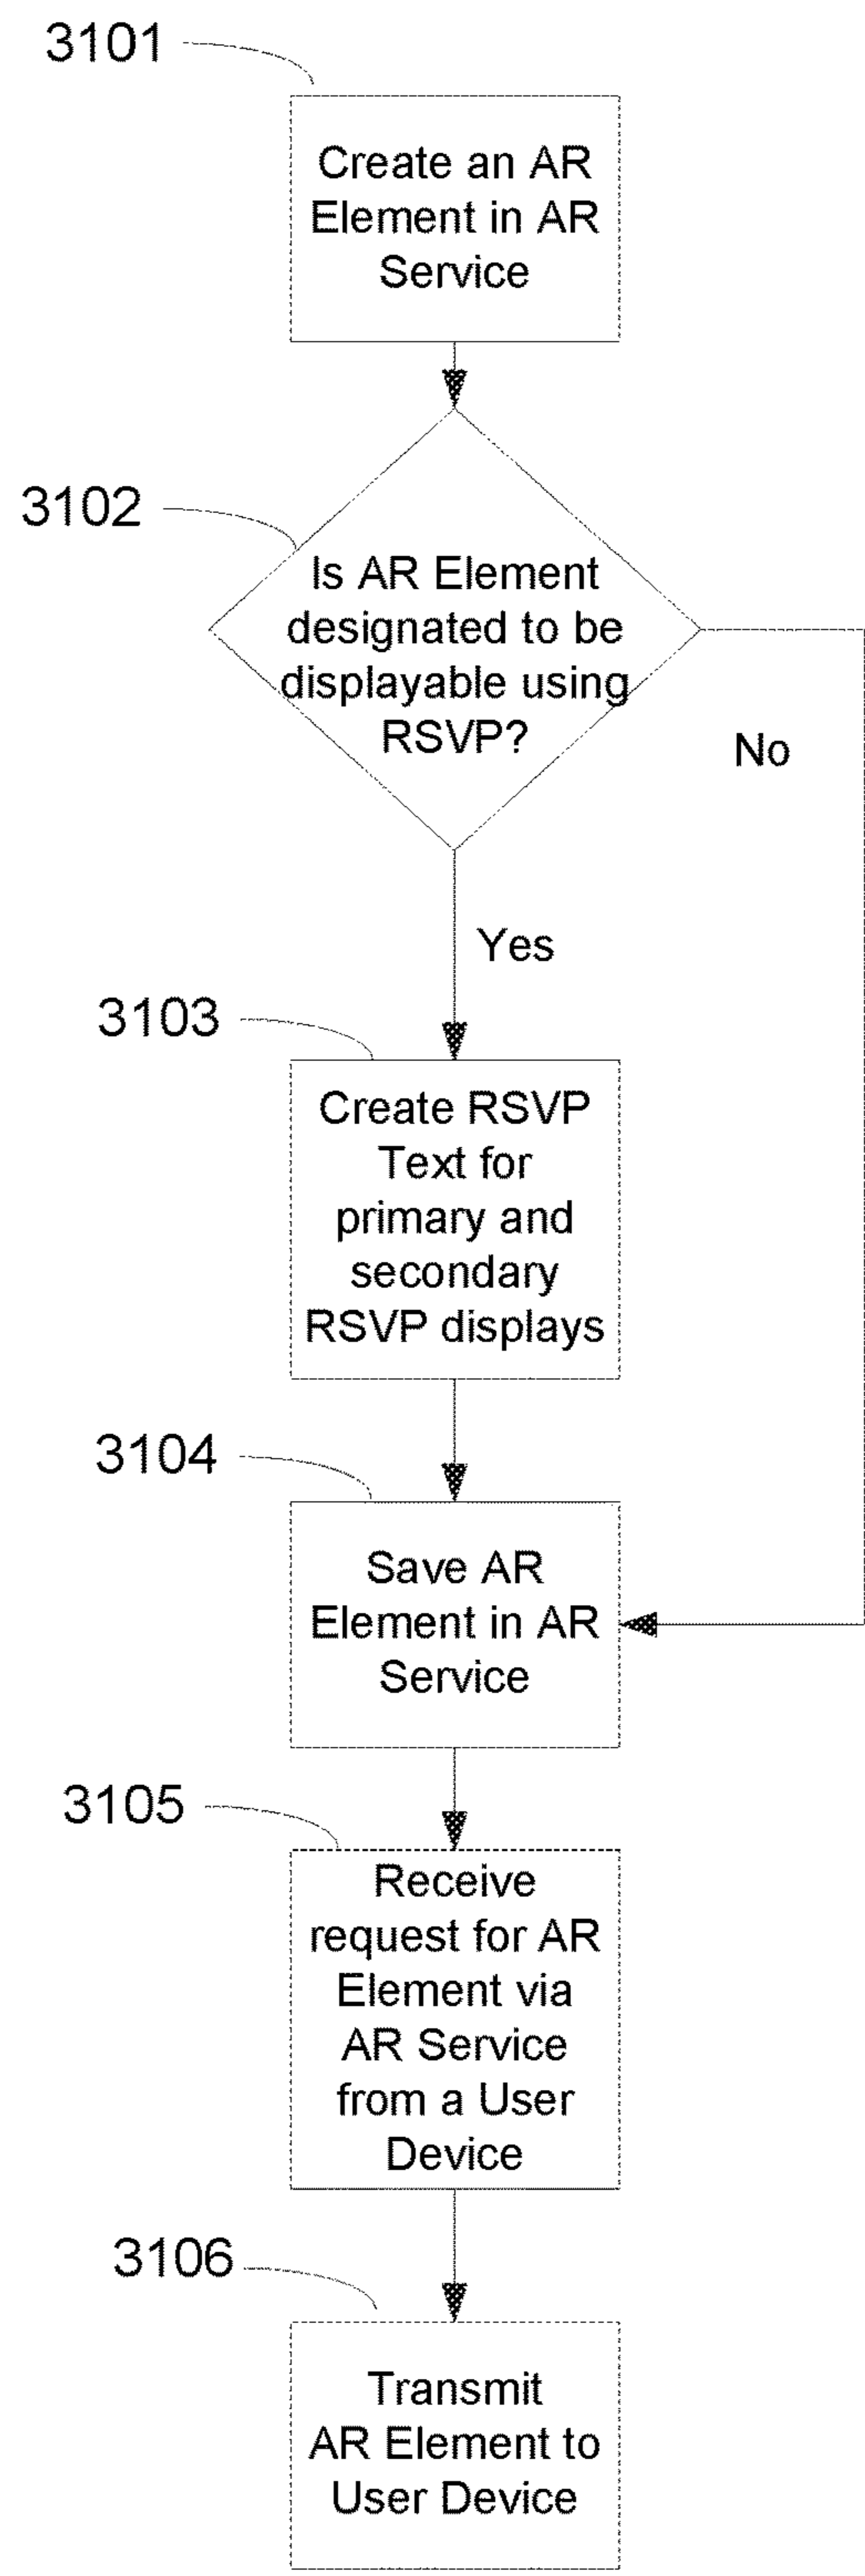 3101
Create an AR
Element in AR
Service
3102
Is AR Element
designated to be
displayable using
RSVP?
No
Yes
3103
Create RSVP
Text for
primary and
secondary
RSVP displays
3104
Save AR
Element in AR
Service
3105
Receive
request for AR
Element via
AR Service
from a User
Device
3106
Transmit
AR Element to
User Device